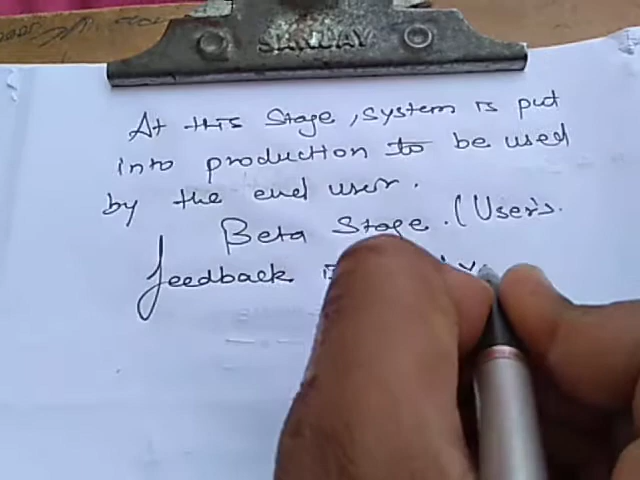 SANJAY
At this Stage, system is put
into production to be used
by the end user.
Beta Stage. (User's.
feedback